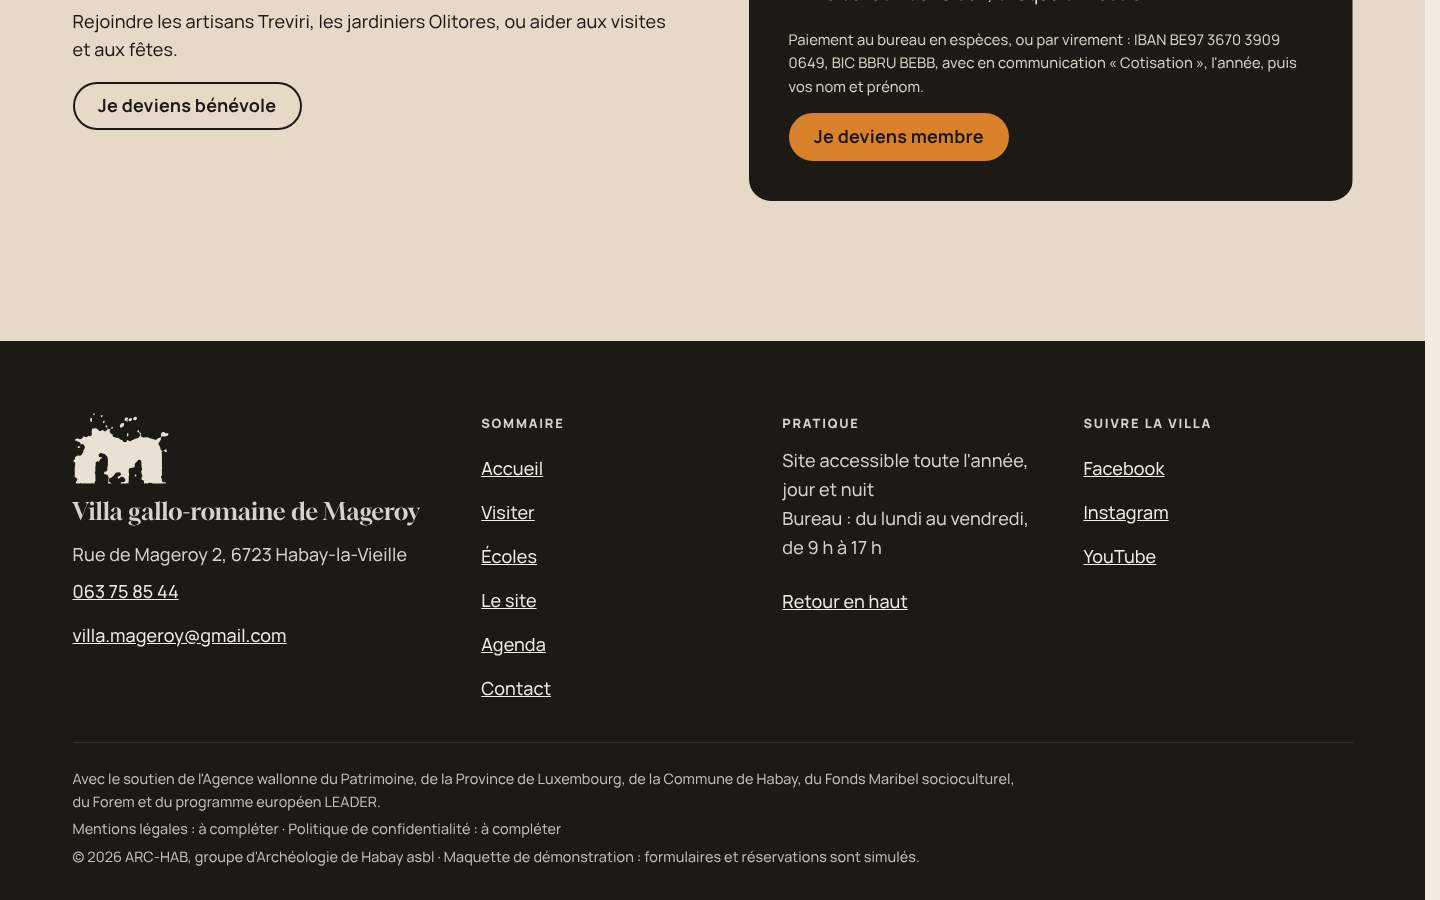 Rejoindre les artisans Treviri, les jardiniers Olitores, ou aider aux visites
et aux fêtes.
Je deviens bénévole
Paiement au bureau en espèces, ou par virement : IBAN BE97 3670 3909
0649, BIC BBRU BEBB, avec en communication « Cotisation », l'année, puis
vos nom et prénom.
Je deviens membre
Villa gallo-romaine de Mageroy
Rue de Mageroy 2, 6723 Habay-la-Vieille
063 75 85 44
villa.mageroy@gmail.com
SOMMAIRE
Accueil
Visiter
Écoles
Le site
Agenda
Contact
PRATIQUE
Site accessible toute l'année,
jour et nuit
Bureau : du lundi au vendredi,
de 9 h à 17 h
Retour en haut
SUIVRE LA VILLA
Facebook
Instagram
YouTube
Avec le soutien de l'Agence wallonne du Patrimoine, de la Province de Luxembourg, de la Commune de Habay, du Fonds Maribel socioculturel,
du Forem et du programme européen LEADER.
Mentions légales : à compléter · Politique de confidentialité : à compléter
© 2026 ARC-HAB, groupe d'Archéologie de Habay asbl · Maquette de démonstration : formulaires et réservations sont simulés.